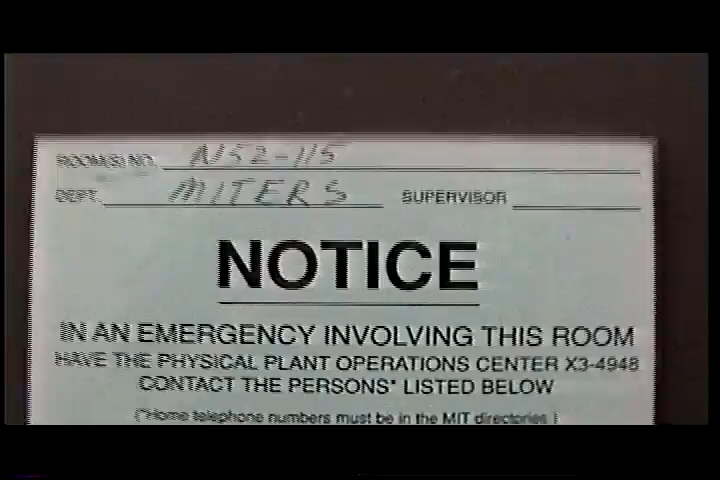 ROOM(S) NO. N52-115
DEPT. MITERS SUPERVISOR
NOTICE
IN AN EMERGENCY INVOLVING THIS ROOM
HAVE THE PHYSICAL PLANT OPERATIONS CENTER X3-4948
CONTACT THE PERSONS* LISTED BELOW
(*Home telephone numbers must be in the MIT directories.)